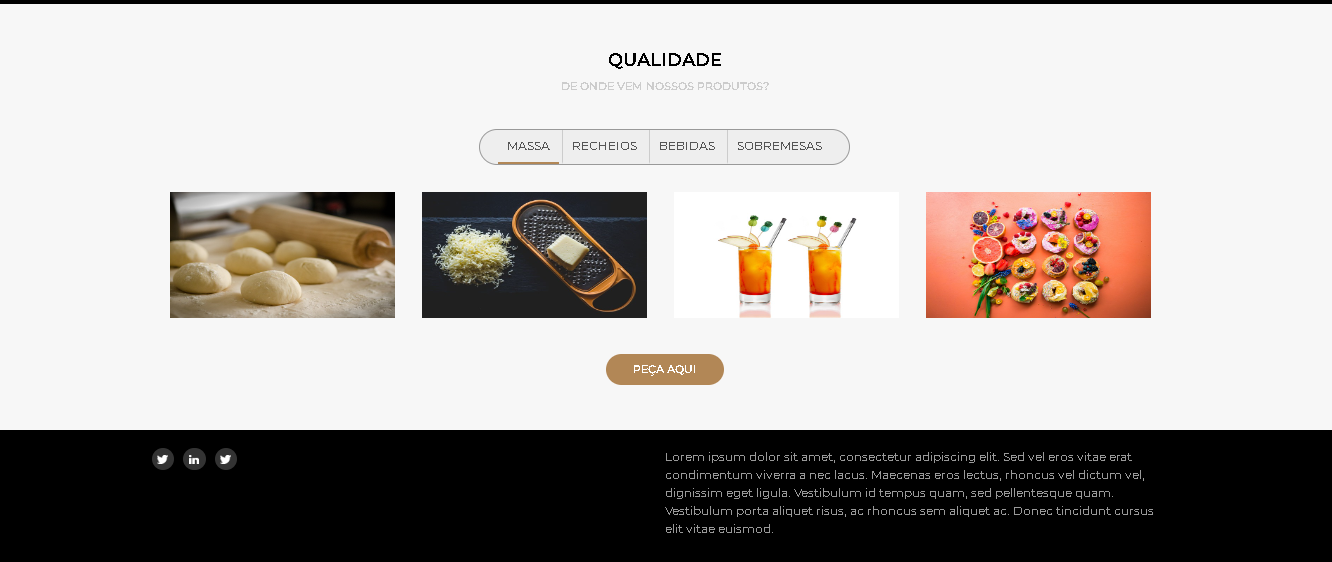 QUALIDADE
DE ONDE VEM NOSSOS PRODUTOS?
MASSA RECHEIOS BEBIDAS SOBREMESAS
PEÇA AQUI
in
Lorem ipsum dolor sit amet, consectetur adipiscing elit. Sed vel eros vitae erat
condimentum viverra a nec lacus. Maecenas eros lectus, rhoncus vel dictum vel,
dignissim eget ligula. Vestibulum id tempus quam, sed pellentesque quam.
Vestibulum porta aliquet risus, ac rhoncus sem aliquet ac. Donec tincidunt cursus
elit vitae euismod.